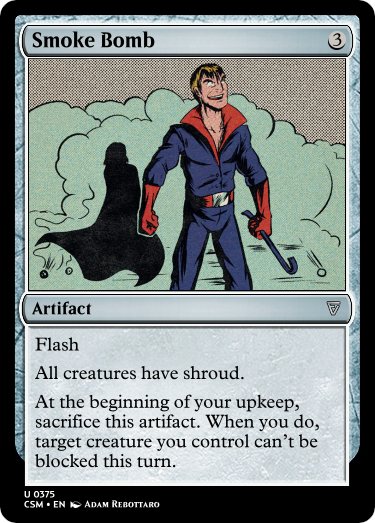 Smoke Bomb 3
Artifact
Flash
All creatures have shroud.
At the beginning of your upkeep,
sacrifice this artifact. When you do,
target creature you control can't be
blocked this turn.
U 0375
CSM • EN Adam Rebottaro